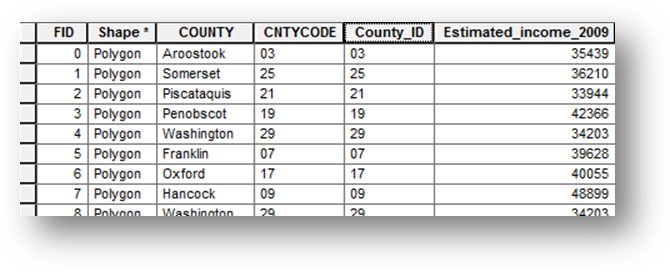 FID Shape * COUNTY CNTYCODE County_ID Estimated_income_2009
0 Polygon Aroostook 03 03 35439
1 Polygon Somerset 25 25 36210
2 Polygon Piscataquis 21 21 33944
3 Polygon Penobscot 19 19 42366
4 Polygon Washington 29 29 34203
5 Polygon Franklin 07 07 39628
6 Polygon Oxford 17 17 40055
7 Polygon Hancock 09 09 48899
8 Polygon Washington 29 29 34203